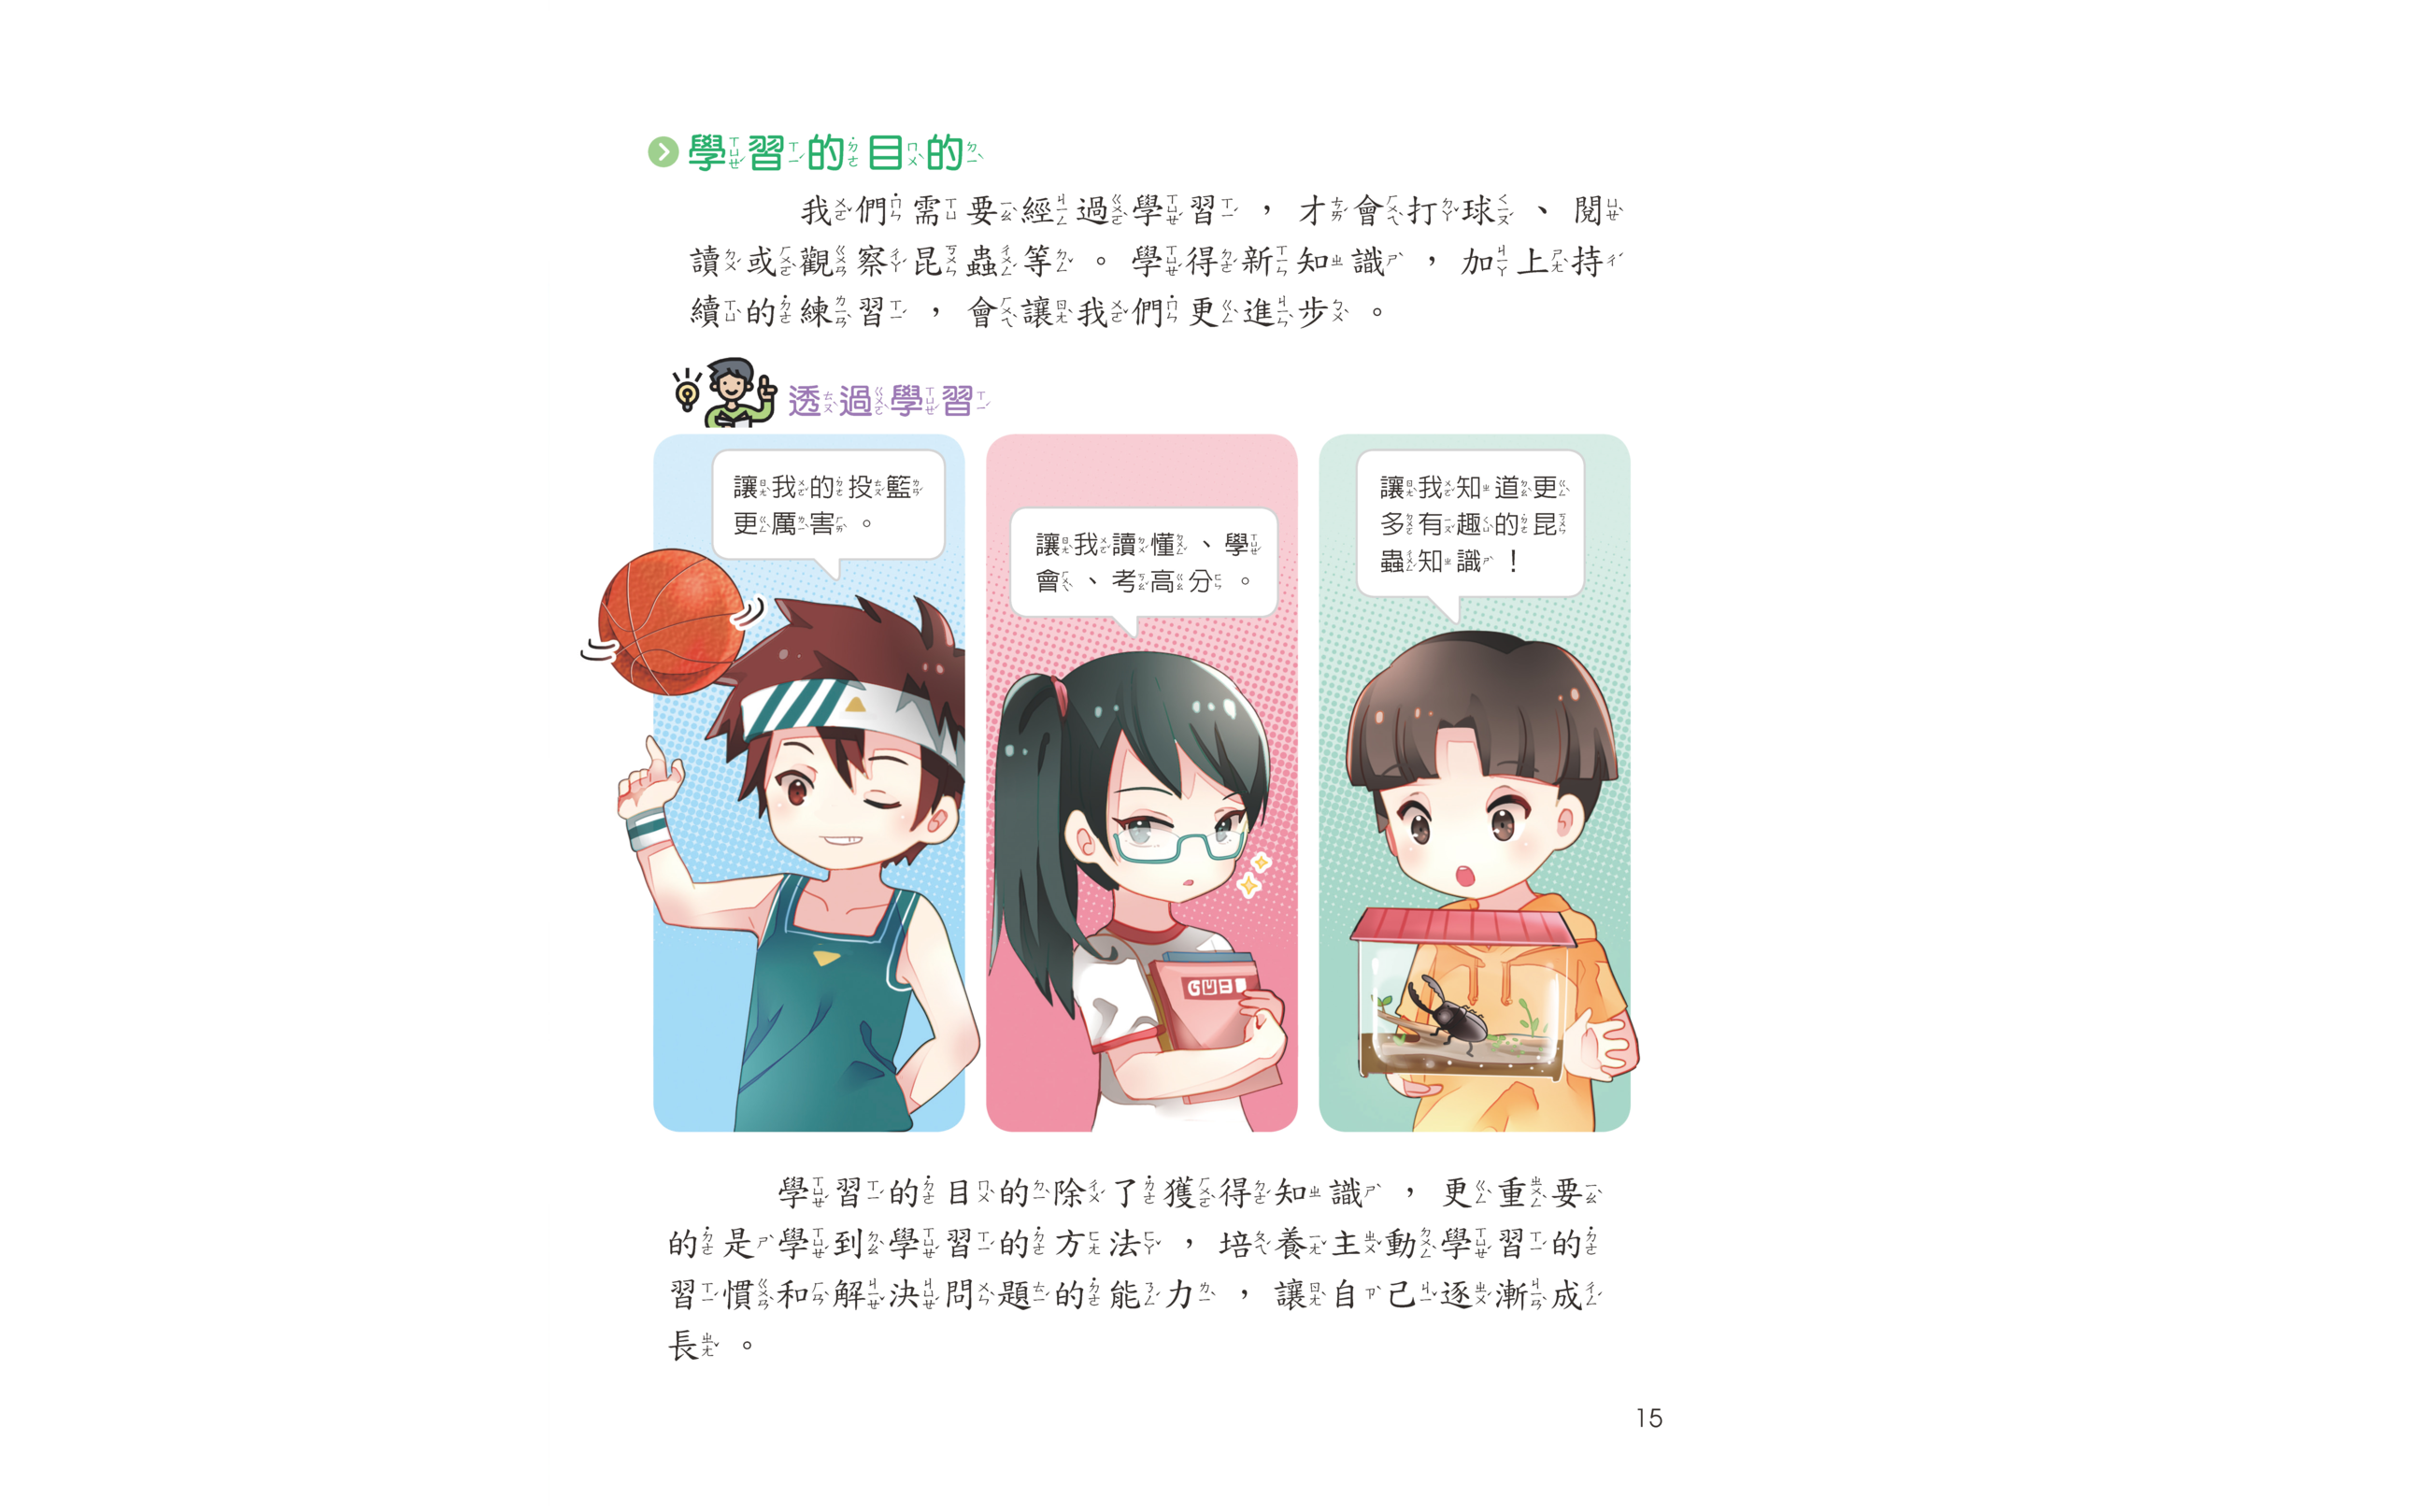 學習的目的
我們需要經過學習，才會打球、閱
讀或觀察昆蟲等。學得新知識，加上持
續的練習，會讓我們更進步。
透過學習
讓我的投籃
更厲害。
讓我讀懂、學
會、考高分。
讓我知道更
多有趣的昆
蟲知識！
學習的目的除了獲得知識，更重要
的是學到學習的方法，培養主動學習的
習慣和解決問題的能力，讓自己逐漸成
長。
15